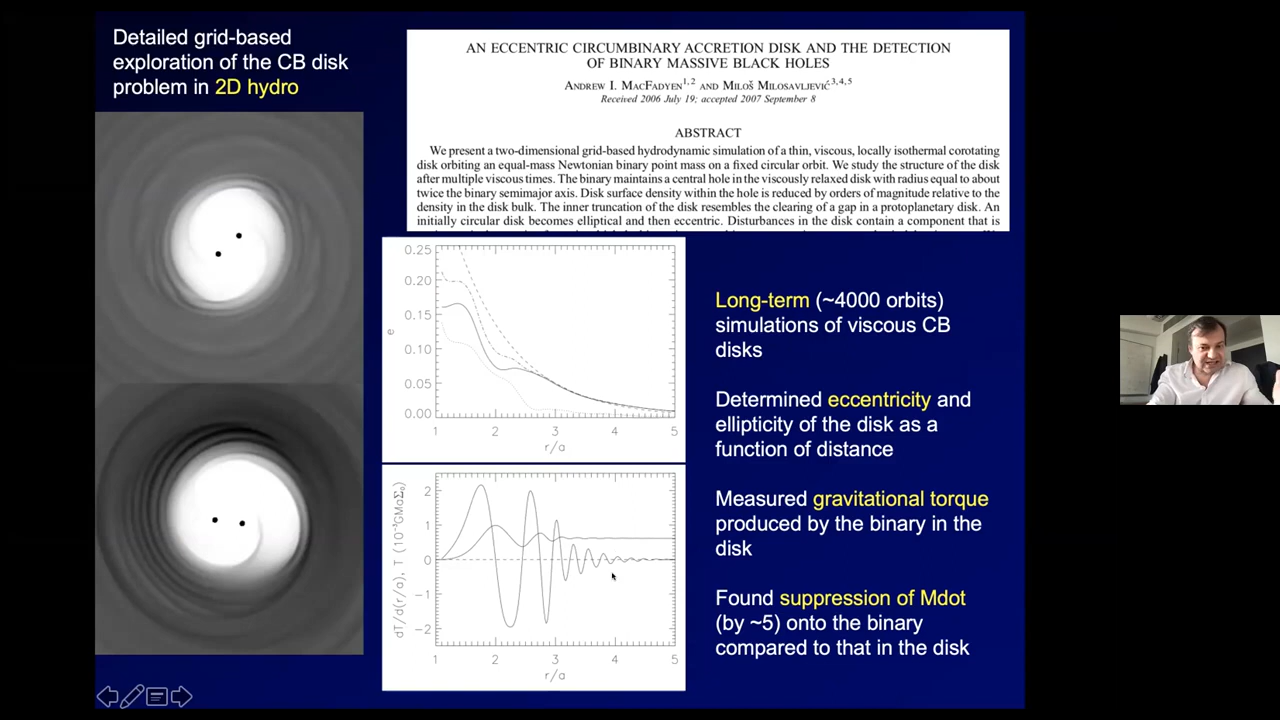 Detailed grid-based
exploration of the CB disk
problem in 2D hydro
AN ECCENTRIC CIRCUMBINARY ACCRETION DISK AND THE DETECTION
OF BINARY MASSIVE BLACK HOLES
Andrew I. MacFadyen1,2 and Miloš Milosavljević3,4,5
Received 2006 July 19; accepted 2007 September 8
ABSTRACT
We present a two-dimensional grid-based hydrodynamic simulation of a thin, viscous, locally isothermal corotating
disk orbiting an equal-mass Newtonian binary point mass on a fixed circular orbit. We study the structure of the disk
after multiple viscous times. The binary maintains a central hole in the viscously relaxed disk with radius equal to about
twice the binary semimajor axis. Disk surface density within the hole is reduced by orders of magnitude relative to the
density in the disk bulk. The inner truncation of the disk resembles the clearing of a gap in a protoplanetary disk. An
initially circular disk becomes elliptical and then eccentric. Disturbances in the disk contain a component that is
0.25
0.20
0.15
0.10
0.05
0.00
e
1 2 3 4 5
r/a
2
1
0
-1
-2
dT/d(r/a), T (10⁻³GMaΣ₀)
1 2 3 4 5
r/a
Long-term (~4000 orbits)
simulations of viscous CB
disks
Determined eccentricity and
ellipticity of the disk as a
function of distance
Measured gravitational torque
produced by the binary in the
disk
Found suppression of Mdot
(by ~5) onto the binary
compared to that in the disk